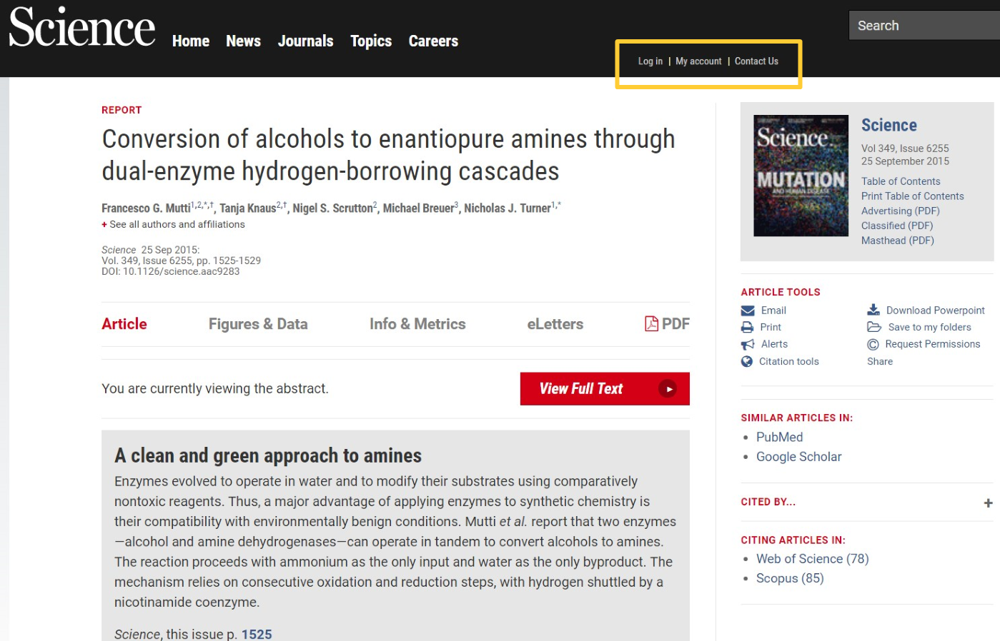 Science
Home News Journals Topics Careers
Search
Log in | My account | Contact Us
REPORT
Conversion of alcohols to enantiopure amines through
dual-enzyme hydrogen-borrowing cascades
Francesco G. Mutti1,2,*,†, Tanja Knaus2,†, Nigel S. Scrutton2, Michael Breuer3, Nicholas J. Turner1,*
+ See all authors and affiliations
Science 25 Sep 2015:
Vol. 349, Issue 6255, pp. 1525-1529
DOI: 10.1126/science.aac9283
Article Figures & Data Info & Metrics eLetters PDF
You are currently viewing the abstract.
View Full Text
A clean and green approach to amines
Enzymes evolved to operate in water and to modify their substrates using comparatively
nontoxic reagents. Thus, a major advantage of applying enzymes to synthetic chemistry is
their compatibility with environmentally benign conditions. Mutti et al. report that two enzymes
—alcohol and amine dehydrogenases—can operate in tandem to convert alcohols to amines.
The reaction proceeds with ammonium as the only input and water as the only byproduct. The
mechanism relies on consecutive oxidation and reduction steps, with hydrogen shuttled by a
nicotinamide coenzyme.
Science, this issue p. 1525
Science
MUTATION
AND HUMAN DISEASE
Science
Vol 349, Issue 6255
25 September 2015
Table of Contents
Print Table of Contents
Advertising (PDF)
Classified (PDF)
Masthead (PDF)
ARTICLE TOOLS
Email
Print
Alerts
Citation tools
Download Powerpoint
Save to my folders
Request Permissions
Share
SIMILAR ARTICLES IN:
PubMed
Google Scholar
CITED BY...
+
CITING ARTICLES IN:
Web of Science (78)
Scopus (85)